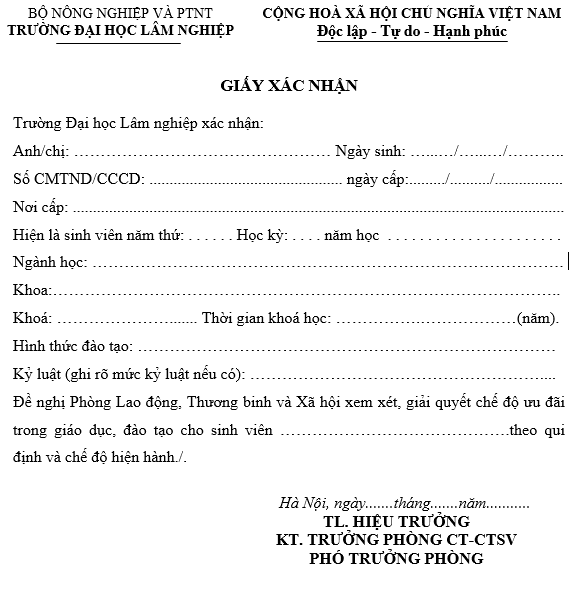 BỘ NÔNG NGHIỆP VÀ PTNT
TRƯỜNG ĐẠI HỌC LÂM NGHIỆP
CỘNG HOÀ XÃ HỘI CHỦ NGHĨA VIỆT NAM
Độc lập - Tự do - Hạnh phúc
GIẤY XÁC NHẬN
Trường Đại học Lâm nghiệp xác nhận:
Anh/chị: …………………………………… Ngày sinh: …..…/…..…/……….
Số CMTND/CCCD: .................................................... ngày cấp:........./........./..................
Nơi cấp: ....................................................................................................................
Hiện là sinh viên năm thứ: . . . . . . Học kỳ: . . . . năm học . . . . . . . . . . . . . . . . . . . . . . .
Ngành học: ………………………………………………………………………
Khoa:……………………………………………………………………………..
Khoá: ………………....... Thời gian khoá học: …………………………(năm).
Hình thức đào tạo: ………………………………………………………………
Kỷ luật (ghi rõ mức kỷ luật nếu có): …………………………………………....
Đề nghị Phòng Lao động, Thương binh và Xã hội xem xét, giải quyết chế độ ưu đãi
trong giáo dục, đào tạo cho sinh viên …………………………………theo qui
định và chế độ hiện hành./.
Hà Nội, ngày.......tháng.......năm...........
TL. HIỆU TRƯỞNG
KT. TRƯỞNG PHÒNG CT-CTSV
PHÓ TRƯỞNG PHÒNG